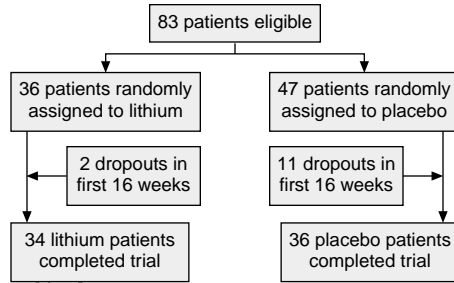 83 patients eligible
36 patients randomly
assigned to lithium
47 patients randomly
assigned to placebo
2 dropouts in
first 16 weeks
11 dropouts in
first 16 weeks
34 lithium patients
completed trial
36 placebo patients
completed trial